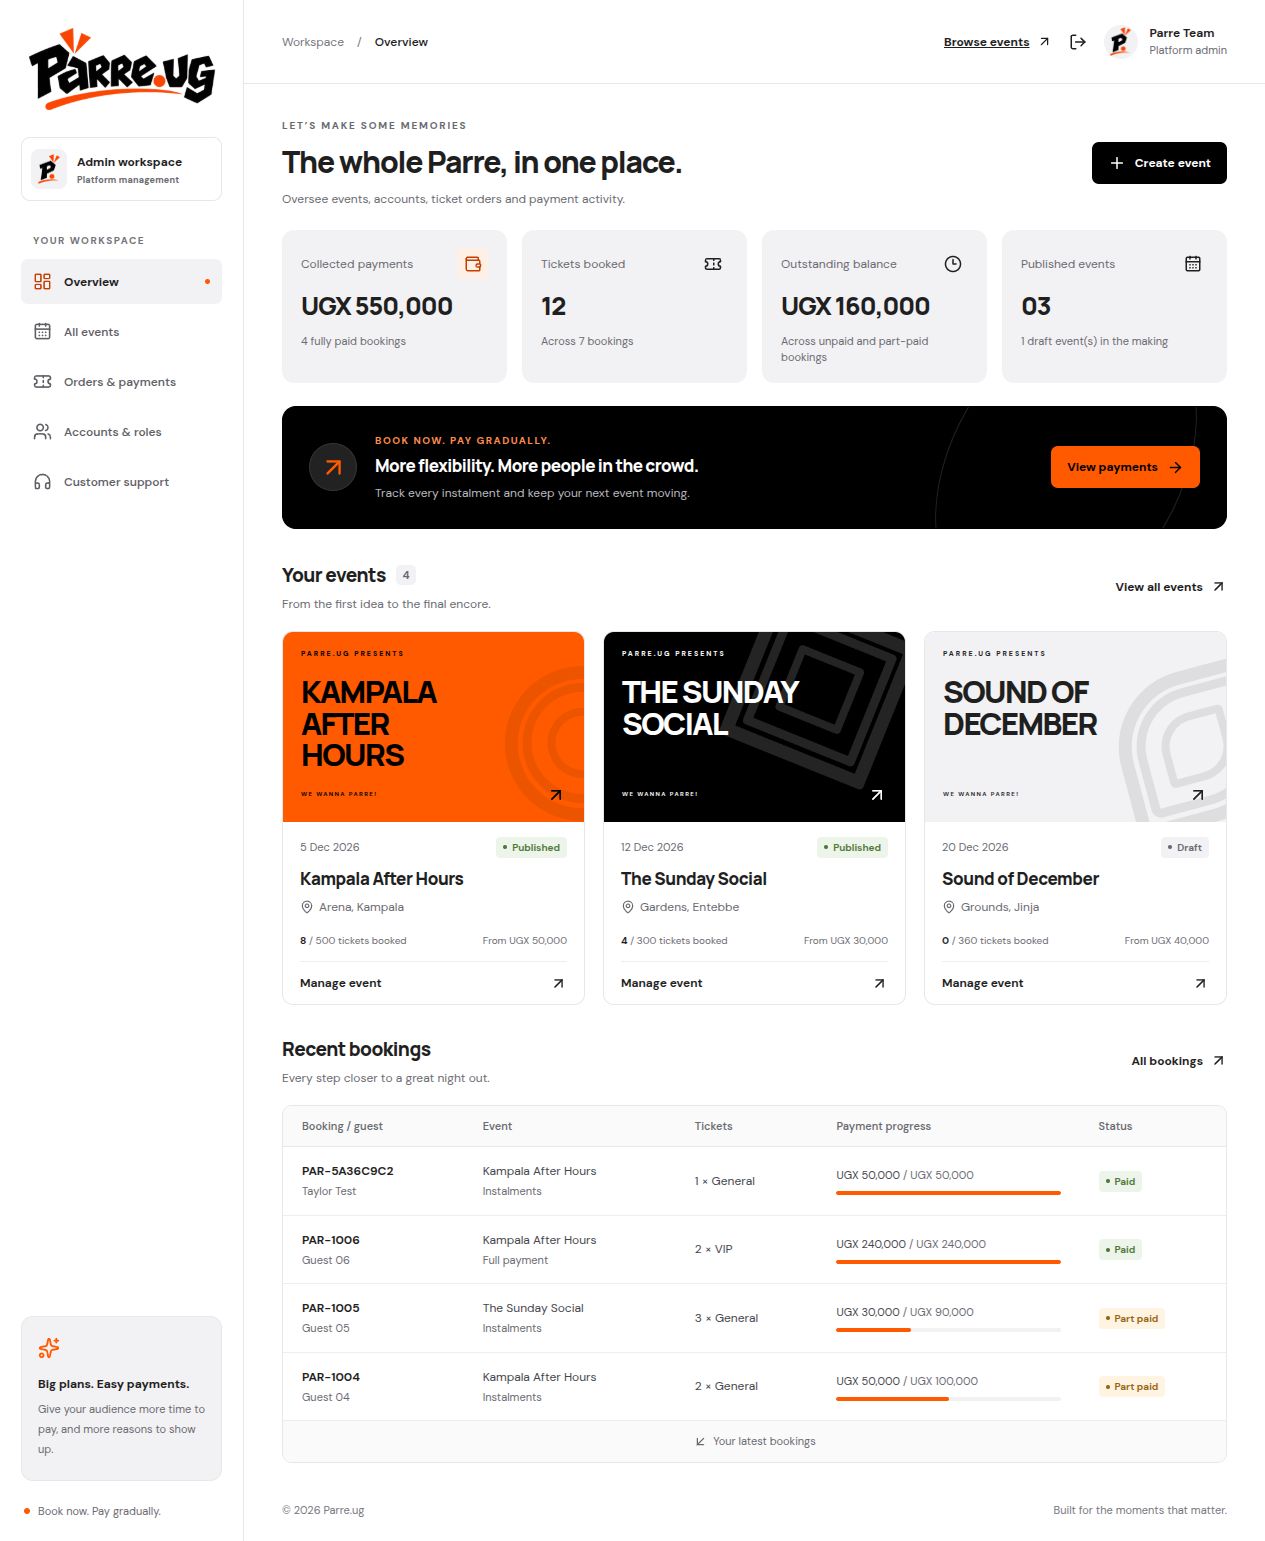 Parre.ug
Workspace / Overview
Browse events
Parre Team
Platform admin
Admin workspace
Platform management
YOUR WORKSPACE
Overview
All events
Orders & payments
Accounts & roles
Customer support
LET'S MAKE SOME MEMORIES
The whole Parre, in one place.
Oversee events, accounts, ticket orders and payment activity.
Create event
Collected payments
UGX 550,000
4 fully paid bookings
Tickets booked
12
Across 7 bookings
Outstanding balance
UGX 160,000
Across unpaid and part-paid
bookings
Published events
03
1 draft event(s) in the making
BOOK NOW. PAY GRADUALLY.
More flexibility. More people in the crowd.
Track every instalment and keep your next event moving.
View payments
Your events 4
From the first idea to the final encore.
View all events
PARRE.UG PRESENTS
KAMPALA
AFTER
HOURS
WE WANNA PARRE!
5 Dec 2026
Published
Kampala After Hours
Arena, Kampala
8 / 500 tickets booked
From UGX 50,000
Manage event
PARRE.UG PRESENTS
THE SUNDAY
SOCIAL
WE WANNA PARRE!
12 Dec 2026
Published
The Sunday Social
Gardens, Entebbe
4 / 300 tickets booked
From UGX 30,000
Manage event
PARRE.UG PRESENTS
SOUND OF
DECEMBER
WE WANNA PARRE!
20 Dec 2026
Draft
Sound of December
Grounds, Jinja
0 / 360 tickets booked
From UGX 40,000
Manage event
Recent bookings
Every step closer to a great night out.
All bookings
Booking / guest Event Tickets Payment progress Status
PAR-5A36C9C2 Kampala After Hours
Taylor Test Instalments
1 × General
UGX 50,000 / UGX 50,000
Paid
PAR-1006 Kampala After Hours
Guest 06 Full payment
2 × VIP
UGX 240,000 / UGX 240,000
Paid
PAR-1005 The Sunday Social
Guest 05 Instalments
3 × General
UGX 30,000 / UGX 90,000
Part paid
PAR-1004 Kampala After Hours
Guest 04 Instalments
2 × General
UGX 50,000 / UGX 100,000
Part paid
Your latest bookings
Big plans. Easy payments.
Give your audience more time to
pay, and more reasons to show
up.
Book now. Pay gradually.
© 2026 Parre.ug
Built for the moments that matter.